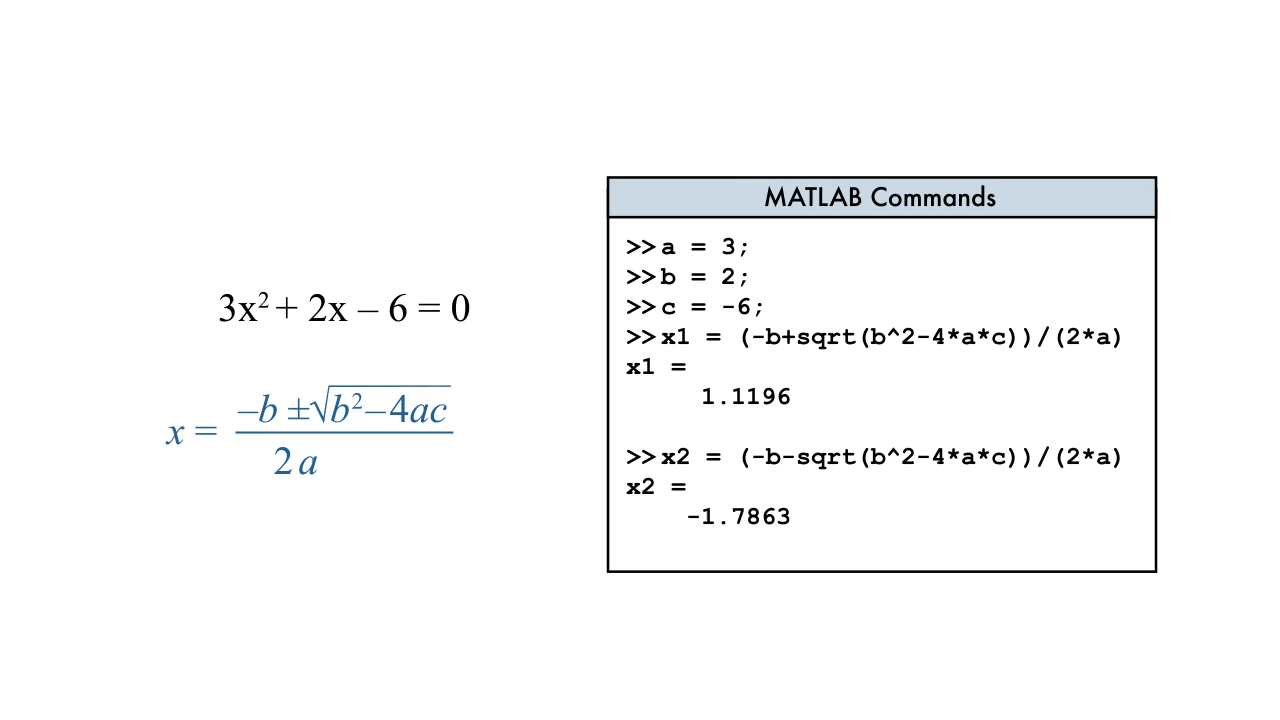 3x² + 2x – 6 = 0
x = –b ±√b²–4ac
2a
MATLAB Commands
>>a = 3;
>>b = 2;
>>c = -6;
>>x1 = (-b+sqrt(b^2-4*a*c))/(2*a)
x1 =
1.1196
>>x2 = (-b-sqrt(b^2-4*a*c))/(2*a)
x2 =
-1.7863